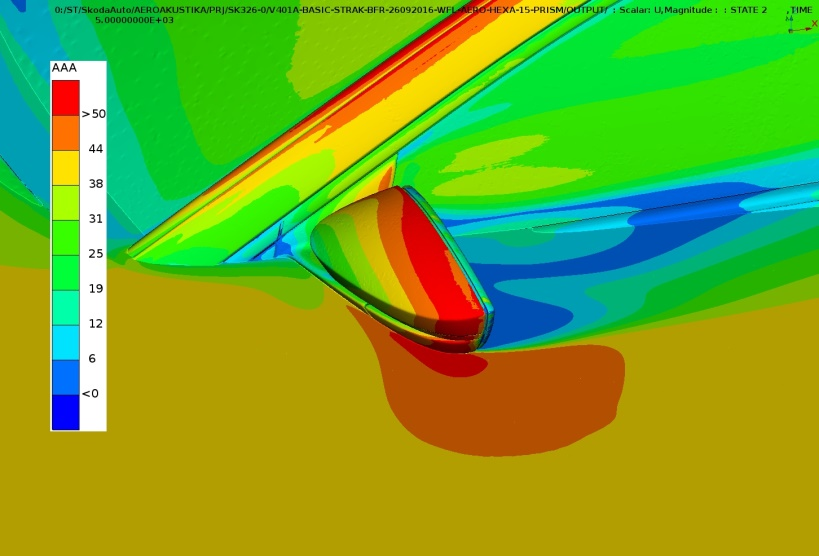 0:/ST/SkodaAuto/AEROAKUSTIKA/PRJ/SK326-0/V401A-BASIC-STRAK-BFR-26092016-WFL-AERO-HEXA-15-PRISM/OUTPUT/ : Scalar: U,Magnitude : : STATE 2 ,TIME
5.00000000E+03
X
AAA
>50
44
38
31
25
19
12
6
<0